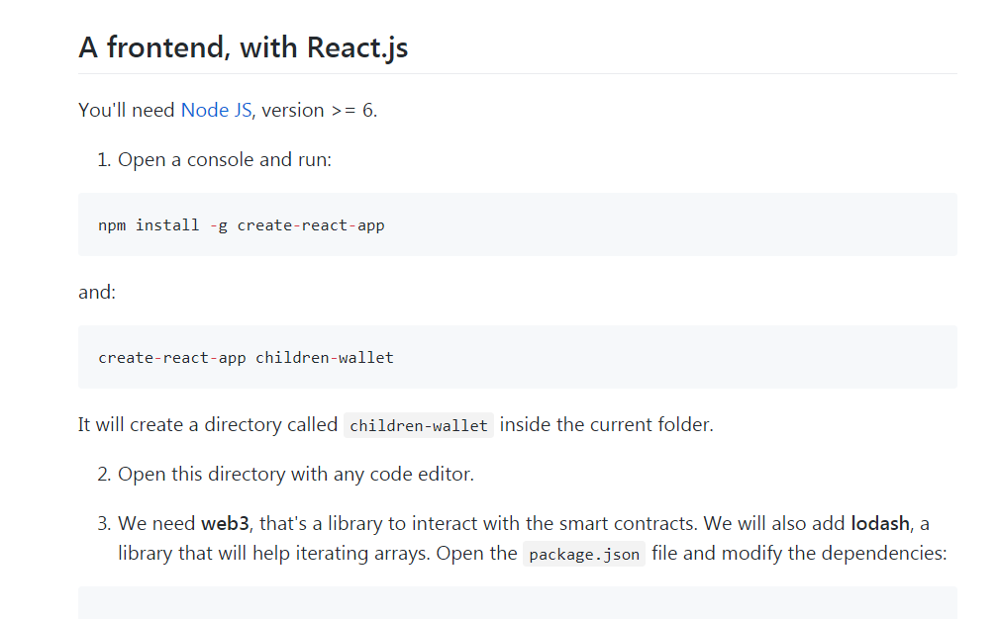 A frontend, with React.js
You'll need Node JS, version >= 6.
1. Open a console and run:
npm install -g create-react-app
and:
create-react-app children-wallet
It will create a directory called children-wallet inside the current folder.
2. Open this directory with any code editor.
3. We need web3, that's a library to interact with the smart contracts. We will also add lodash, a
library that will help iterating arrays. Open the package.json file and modify the dependencies: